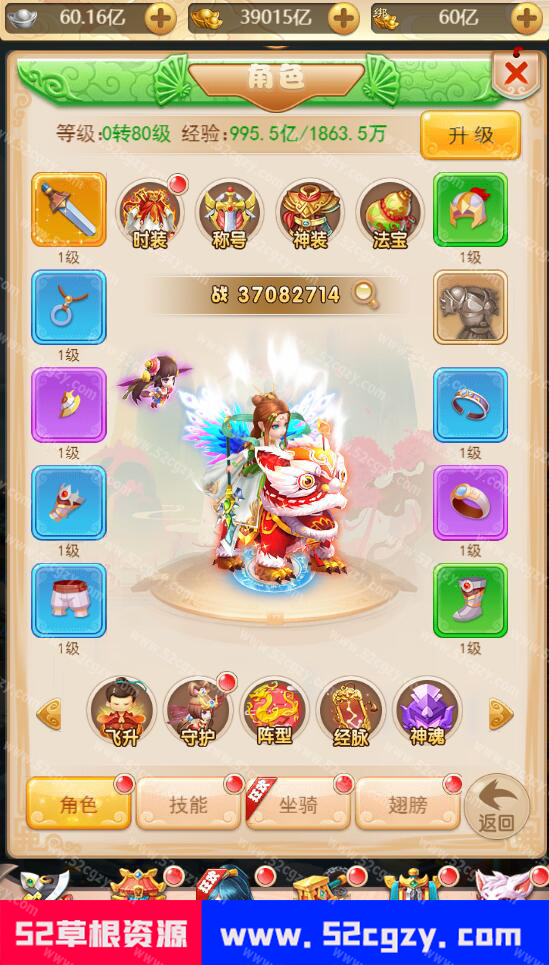 60.16亿
39015亿
绑
60亿
角色
等级:0转80级 经验:995.5亿/1863.5万
升级
时装
称号
神装
法宝
1级
1级
战 37082714
1级
1级
1级
1级
1级
1级
1级
飞升
守护
阵型
经脉
神魂
角色
技能
狂欢
坐骑
翅膀
返回
狂欢
52草根资源
www.52cgzy.com